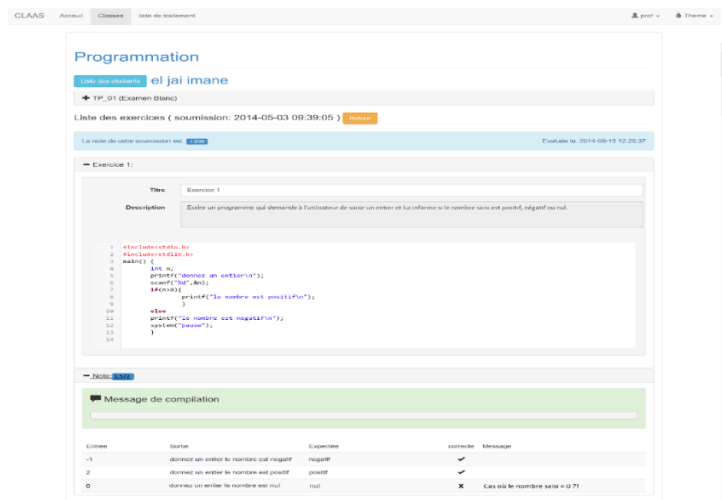 CLAAS Acceuil Classes liste de traitement prof Theme
Programmation
Liste des étudiants el jai imane
TP_01 (Examen Blanc)
Liste des exercices ( soumission: 2014-05-03 09:39:05 ) Retour
La note de cette soumission est Evaluée le: 2014-09-15 12:29:37
Exercice 1:
Titre Exercice 1
Description Ecrire un programme qui demande à l'utilisateur de saisir un entier et lui informe si le nombre saisi est positif, négatif ou nul.
1 #include<stdio.h>
2 #include<stdlib.h>
3 main() {
4 int n;
5 printf("donnez un entier\n");
6 scanf("%d",&n);
7 if(n>0){
8 printf("le nombre est positif\n");
9 }
10 else
11 printf("le nombre est negatif\n");
12 system("pause");
13 }
14
Note:
Message de compilation
Entrée Sortie Expectée correcte Message
-1 donnez un entier le nombre est negatif negatif
2 donnez un entier le nombre est positif positif
0 donnez un entier le nombre est nul nul Cas où le nombre saisi = 0 ?!